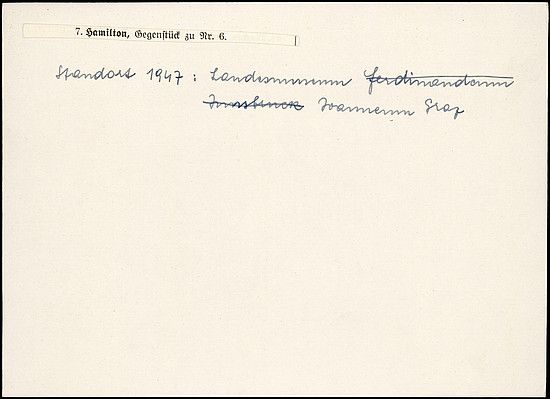 7. Hamilton, Gegenstück zu Nr. 6.
Standort 1947: Landesmuseum Ferdinandeum
Innsbruck Joanneum Graz